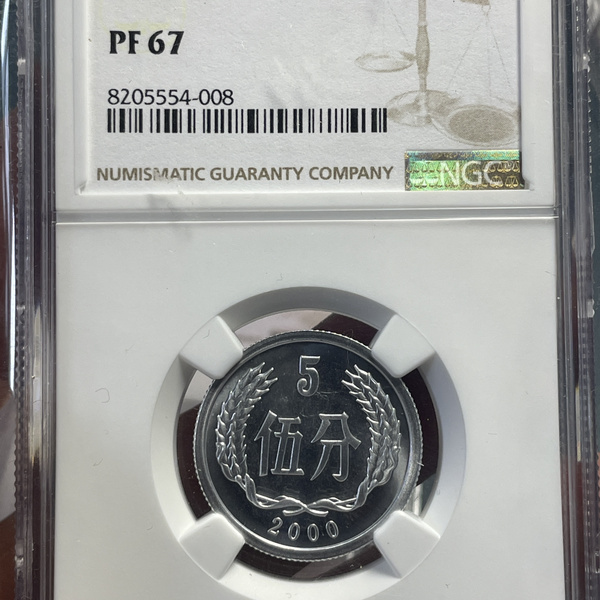 PF 67
8205554-008
NUMISMATIC GUARANTY COMPANY
NGC
5
伍分
2000